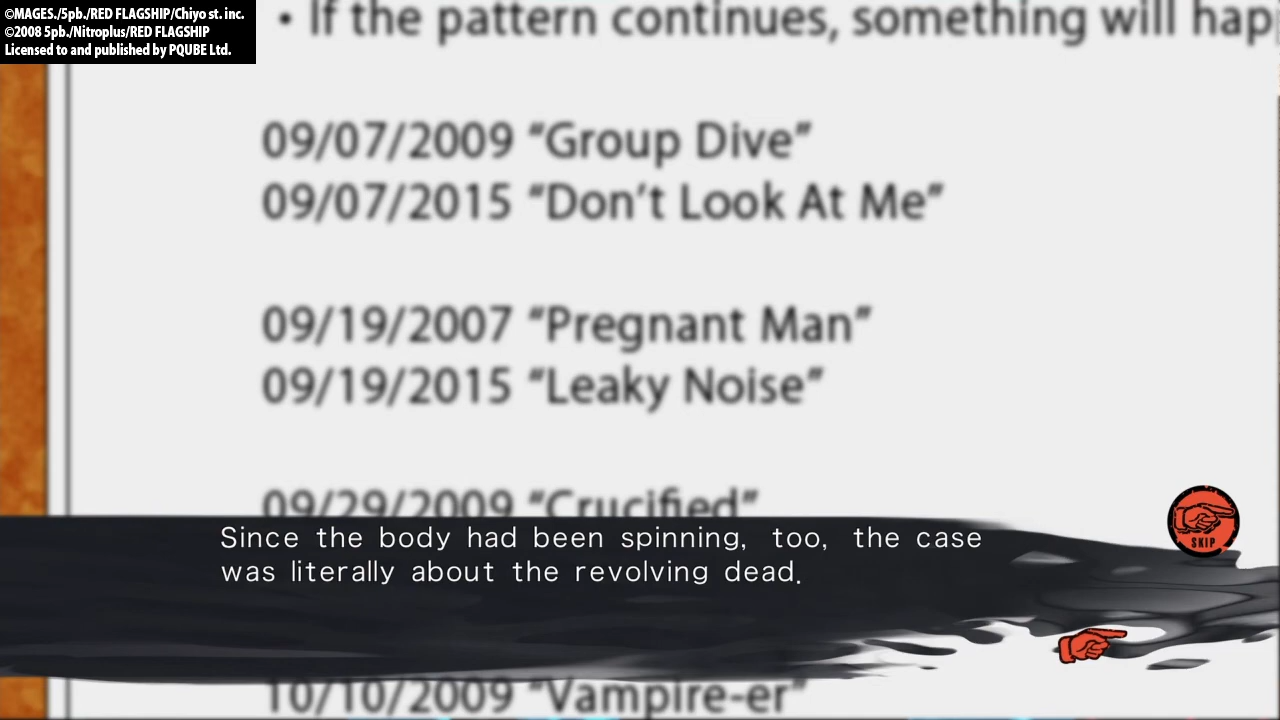 ©MAGES./5pb./RED FLAGSHIP/Chiyo st. inc.
©2008 5pb./Nitroplus/RED FLAGSHIP
Licensed to and published by PQUBE Ltd.
• If the pattern continues, something will
09/07/2009 “Group Dive”
09/07/2015 “Don’t Look At Me”
09/19/2007 “Pregnant Man”
09/19/2015 “Leaky Noise”
09/29/2009 “Crucified”
Since the body had been spinning, too, the case
was literally about the revolving dead.
SKIP
10/10/2009 “Vampire-er”